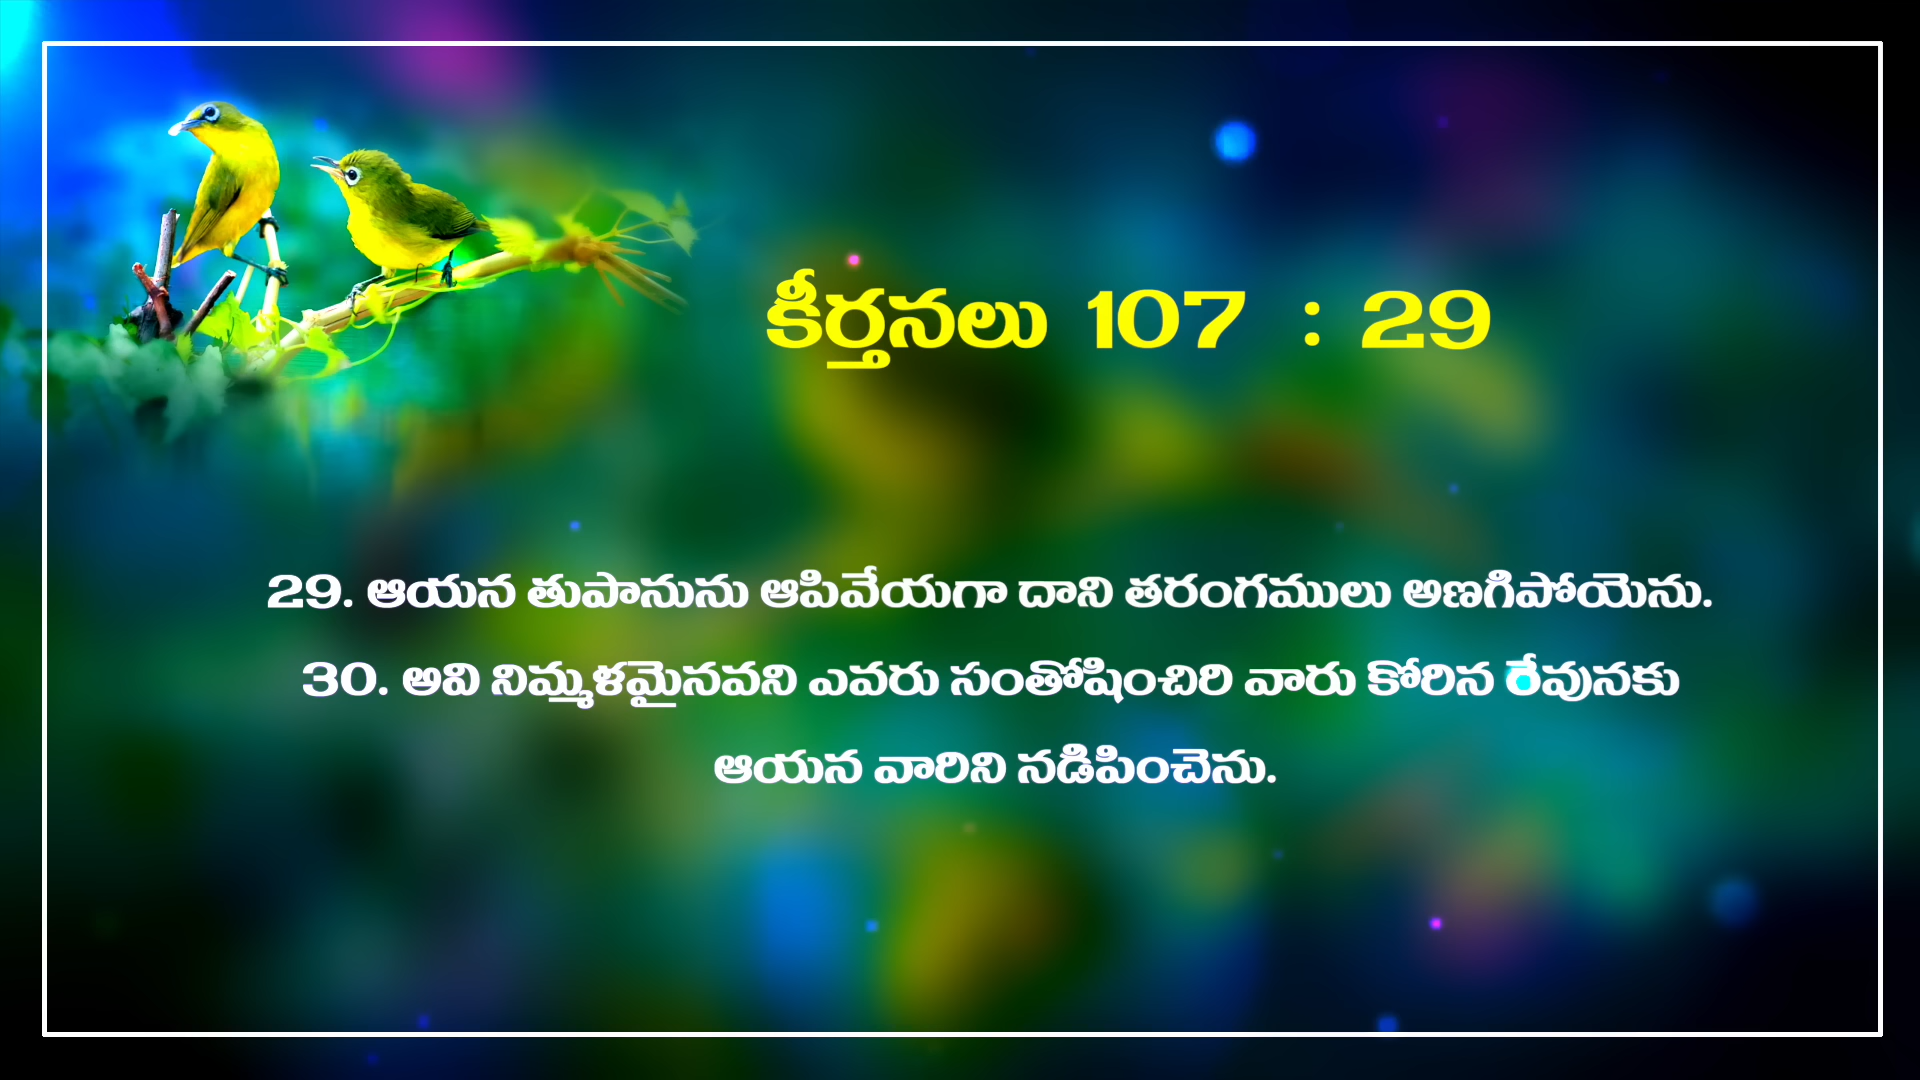 కీర్తనలు 107 : 29
29. ఆయన తుపానును ఆపివేయగా దాని తరంగములు అణగిపోయెను.
30. అవి నిమ్మళమైనవని ఎవరు సంతోషించిరి వారు కోరిన రేవునకు
ఆయన వారిని నడిపించెను.